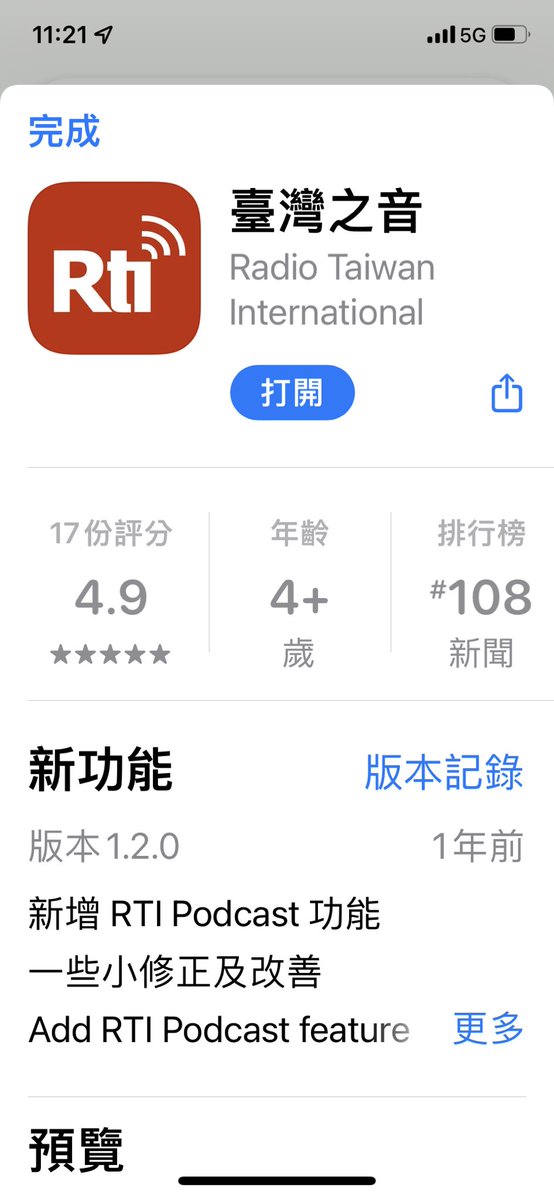 11:21
5G
完成
Rti
臺灣之音
Radio Taiwan
International
打開
17 份評分
4.9
★★★★★
年齡
4+
歲
排行榜
#108
新聞
新功能
版本記錄
版本 1.2.0
1 年前
新增 RTI Podcast 功能
一些小修正及改善
Add RTI Podcast feature
更多
預覽